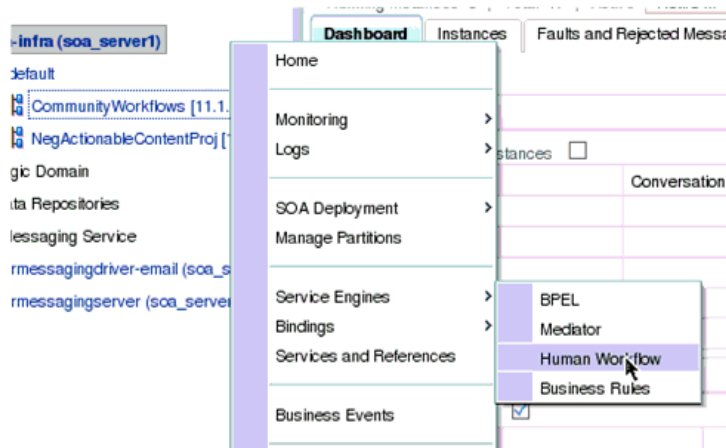 -infra (soa_server1)
default
CommunityWorkflows [11.1.
NegActionableContentProj [
gic Domain
ta Repositories
essaging Service
rmessagingdriver-email (soa_s
rmessagingserver (soa_server
Dashboard
Instances
Faults and Rejected Messa
stances
Conversation
Home
Monitoring
Logs
SOA Deployment
Manage Partitions
Service Engines
Bindings
Services and References
Business Events
BPEL
Mediator
Human Workflow
Business Rules